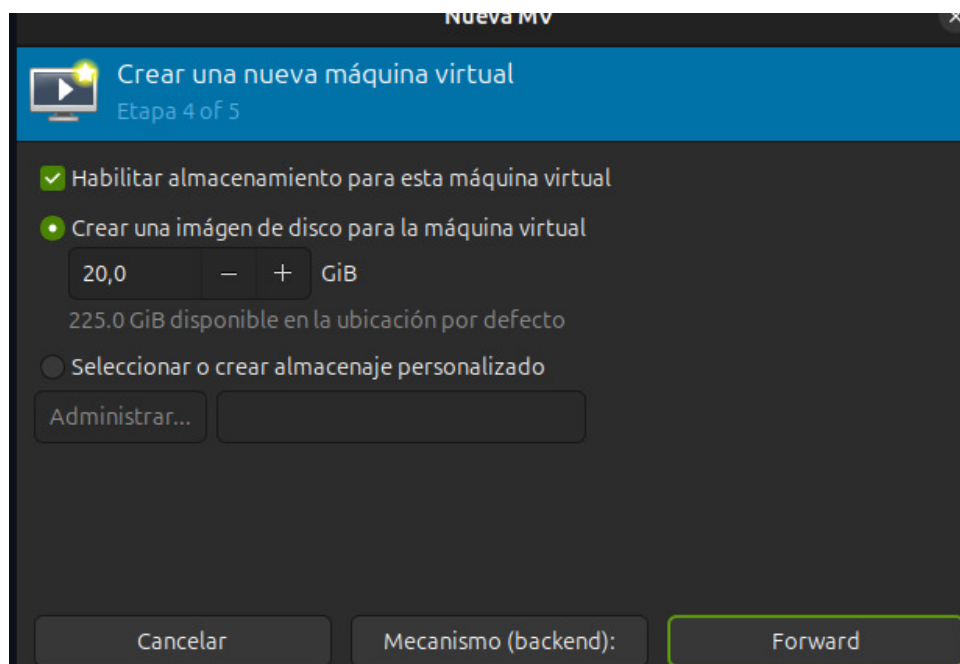 Nueva MV
Crear una nueva máquina virtual
Etapa 4 of 5
Habilitar almacenamiento para esta máquina virtual
Crear una imágen de disco para la máquina virtual
20,0 − + GiB
225.0 GiB disponible en la ubicación por defecto
Seleccionar o crear almacenaje personalizado
Administrar...
Cancelar Mecanismo (backend): Forward